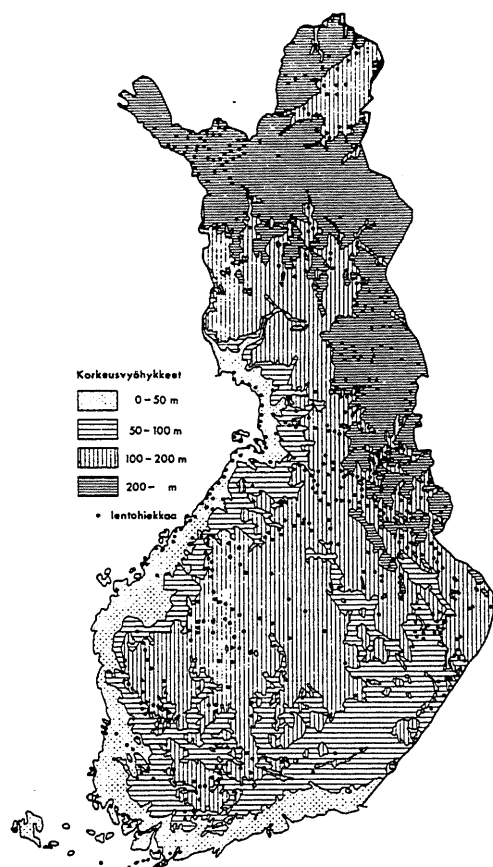 Korkeusvyöhykkeet
0 – 50 m
50 – 100 m
100 – 200 m
200 – m
• lentohiekkaa